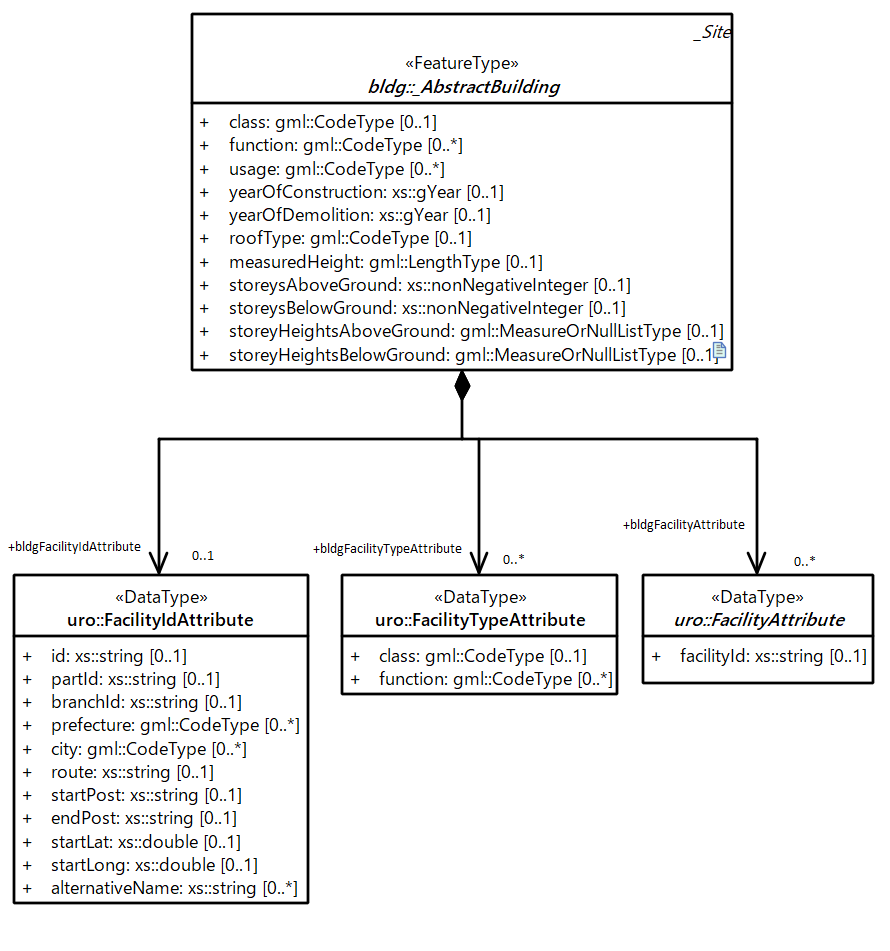 _Site
«FeatureType»
bldg::_AbstractBuilding
+ class: gml::CodeType [0..1]
+ function: gml::CodeType [0..*]
+ usage: gml::CodeType [0..*]
+ yearOfConstruction: xs::gYear [0..1]
+ yearOfDemolition: xs::gYear [0..1]
+ roofType: gml::CodeType [0..1]
+ measuredHeight: gml::LengthType [0..1]
+ storeysAboveGround: xs::nonNegativeInteger [0..1]
+ storeysBelowGround: xs::nonNegativeInteger [0..1]
+ storeyHeightsAboveGround: gml::MeasureOrNullListType [0..1]
+ storeyHeightsBelowGround: gml::MeasureOrNullListType [0..1]
+bldgFacilityIdAttribute
0..1
«DataType»
uro::FacilityIdAttribute
+ id: xs::string [0..1]
+ partId: xs::string [0..1]
+ branchId: xs::string [0..1]
+ prefecture: gml::CodeType [0..*]
+ city: gml::CodeType [0..*]
+ route: xs::string [0..1]
+ startPost: xs::string [0..1]
+ endPost: xs::string [0..1]
+ startLat: xs::double [0..1]
+ startLong: xs::double [0..1]
+ alternativeName: xs::string [0..*]
+bldgFacilityTypeAttribute
0..*
«DataType»
uro::FacilityTypeAttribute
+ class: gml::CodeType [0..1]
+ function: gml::CodeType [0..*]
+bldgFacilityAttribute
0..*
«DataType»
uro::FacilityAttribute
+ facilityId: xs::string [0..1]